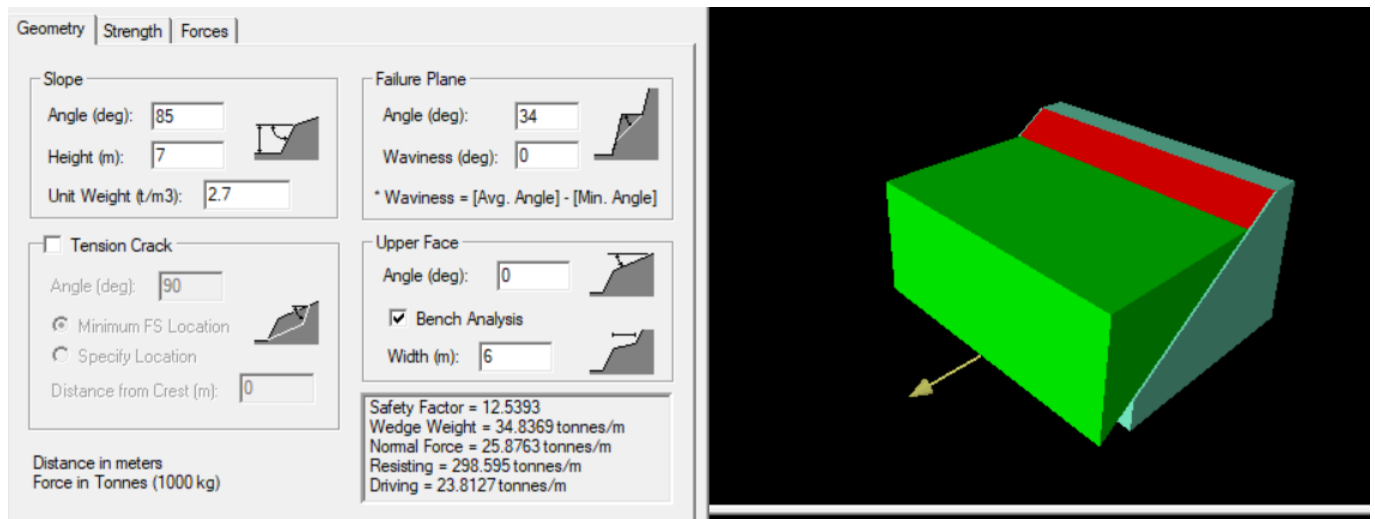 Geometry Strength Forces
Slope
Angle (deg): 85
Height (m): 7
Unit Weight (t/m3): 2.7
Failure Plane
Angle (deg): 34
Waviness (deg): 0
* Waviness = [Avg. Angle] - [Min. Angle]
Tension Crack
Angle (deg): 90
Minimum FS Location
Specify Location
Distance from Crest (m): 0
Upper Face
Angle (deg): 0
Bench Analysis
Width (m): 6
Distance in meters
Force in Tonnes (1000 kg)
Safety Factor = 12.5393
Wedge Weight = 34.8369 tonnes/m
Normal Force = 25.8763 tonnes/m
Resisting = 298.595 tonnes/m
Driving = 23.8127 tonnes/m